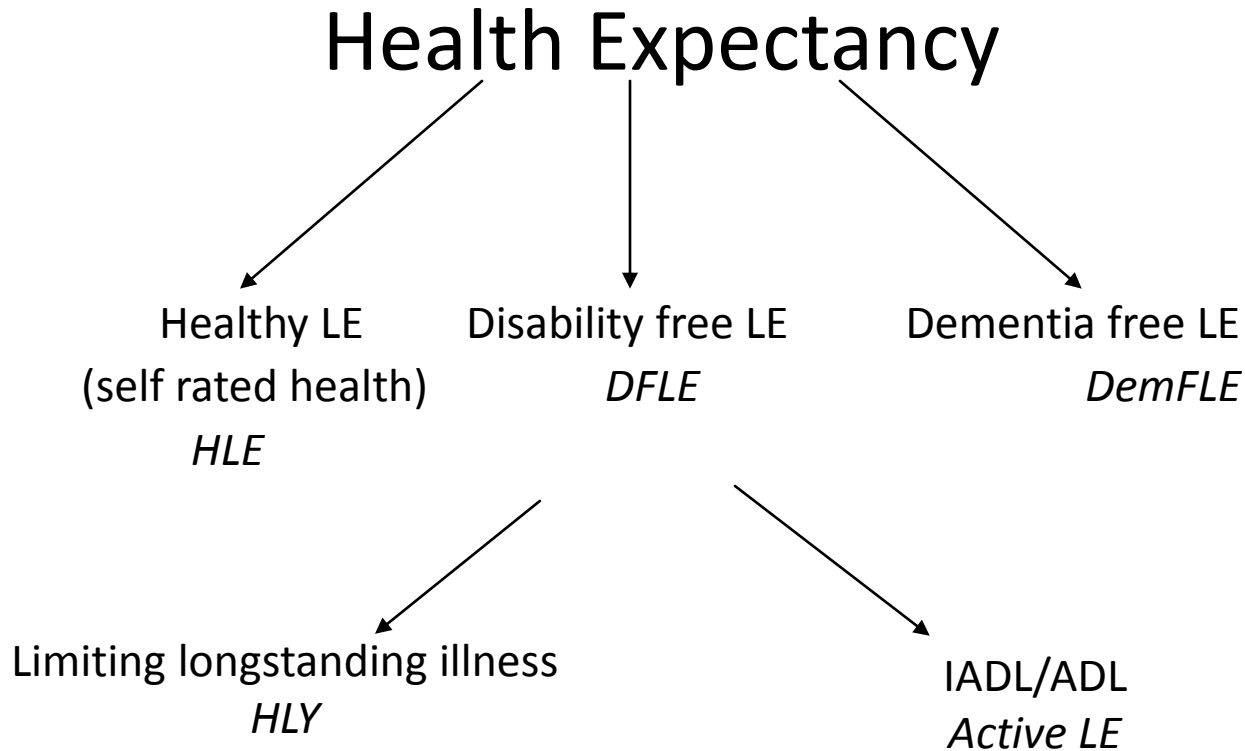 Health Expectancy
Healthy LE
(self rated health)
HLE
Disability free LE
DFLE
Dementia free LE
DemFLE
Limiting longstanding illness
HLY
IADL/ADL
Active LE